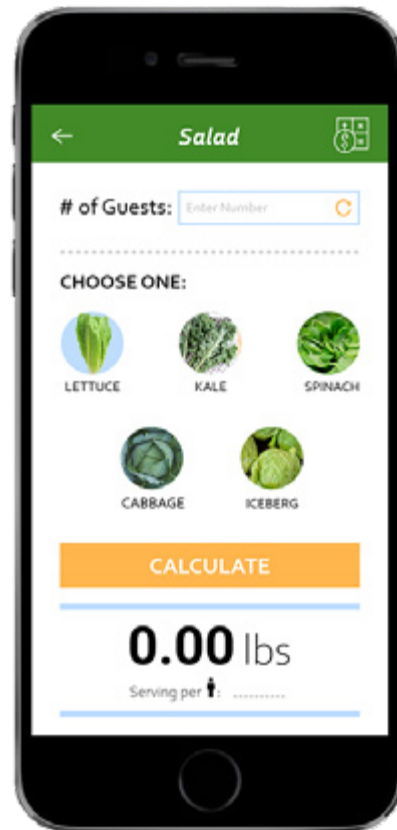 Salad
# of Guests: Enter Number
CHOOSE ONE:
LETTUCE KALE SPINACH
CABBAGE ICEBERG
CALCULATE
0.00 lbs
Serving per : ..........